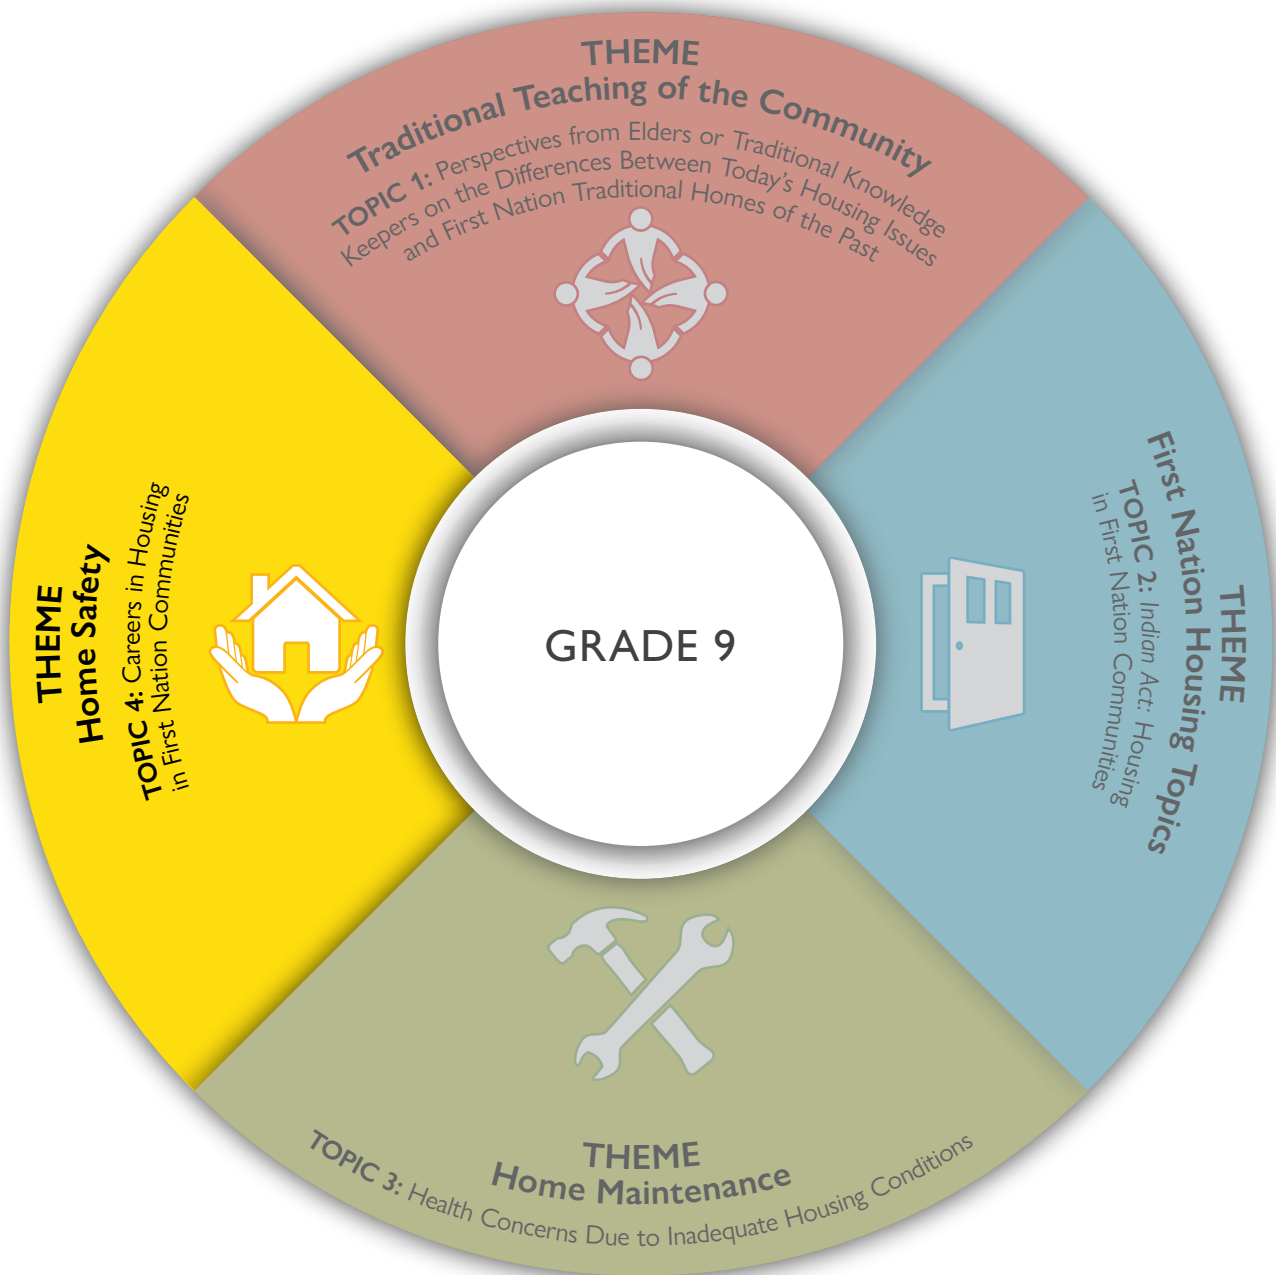 THEME
Traditional Teaching of the Community
TOPIC 1: Perspectives from Elders or Traditional Knowledge
Keepers on the Differences Between Today's Housing Issues
and First Nation Traditional Homes of the Past
THEME
First Nation Housing Topics
TOPIC 2: Indian Act: Housing
in First Nation Communities
THEME
Home Maintenance
TOPIC 3: Health Concerns Due to Inadequate Housing Conditions
THEME
Home Safety
TOPIC 4: Careers in Housing
in First Nation Communities
GRADE 9